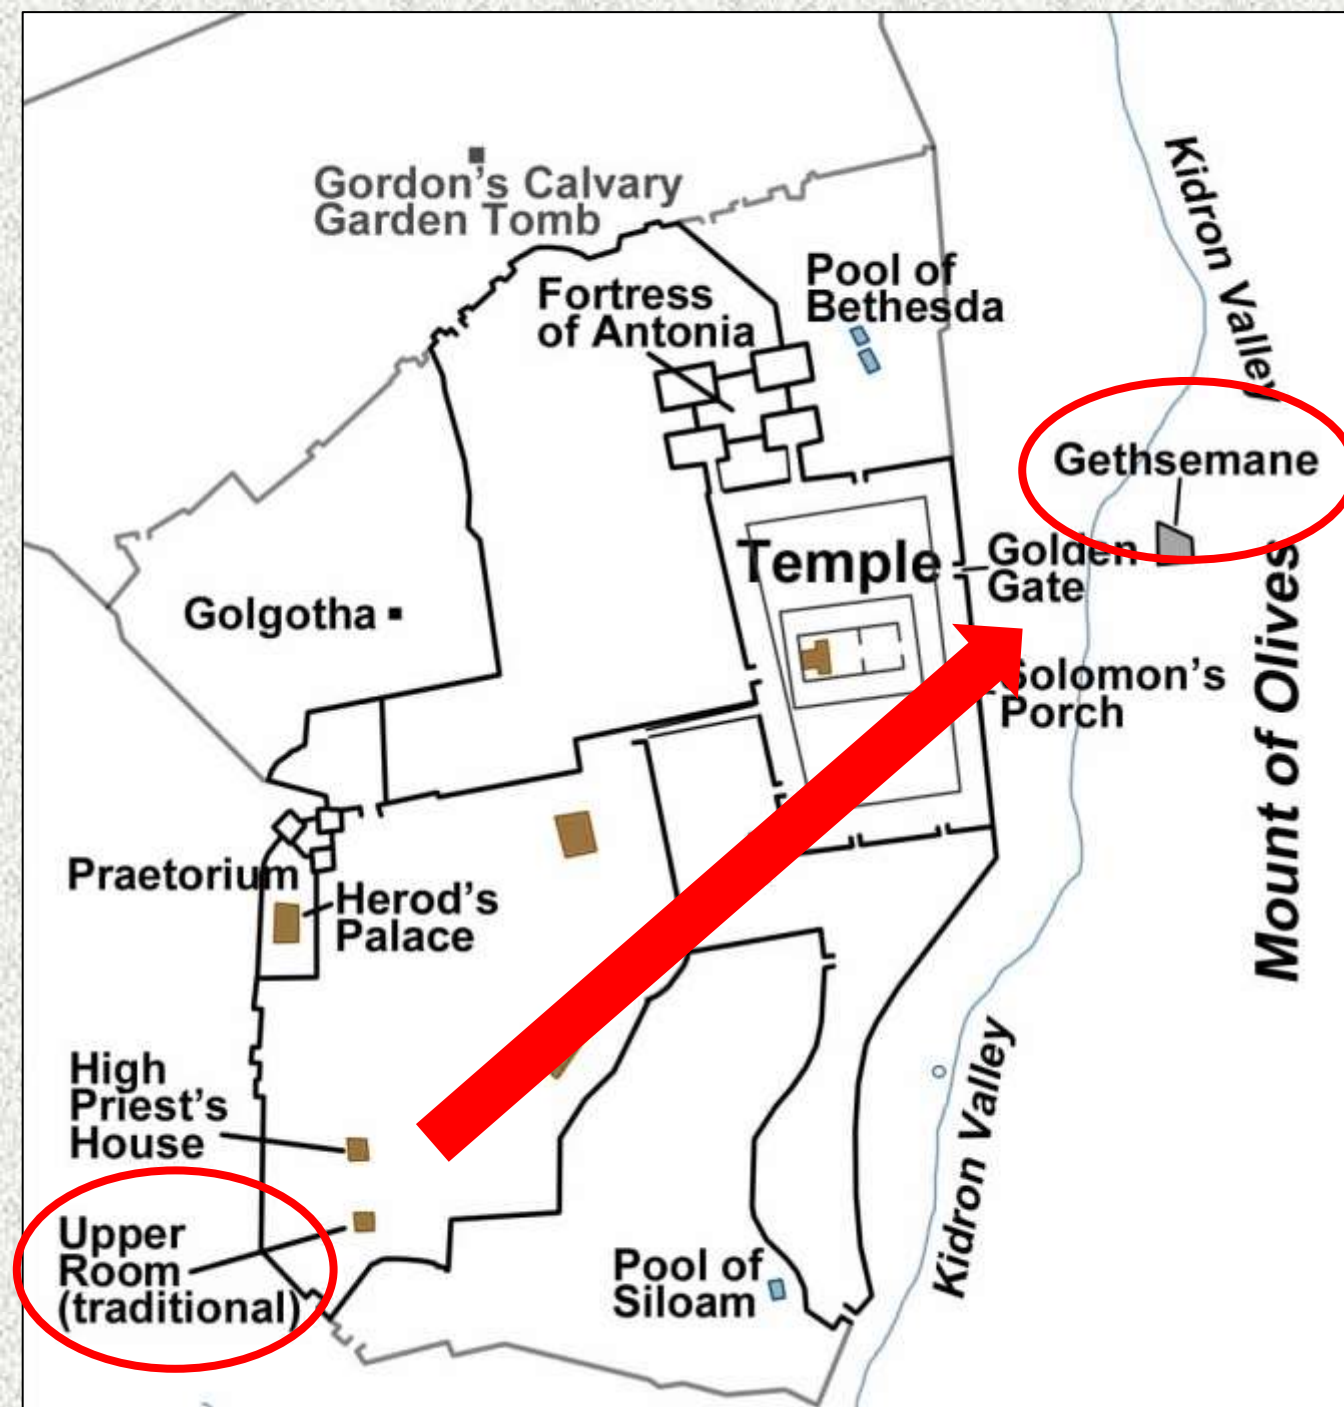 Kidron Valley
Gordon's Calvary
Garden Tomb
Pool of
Bethesda
Fortress
of Antonia
Gethsemane
Temple
Golden
Gate
Golgotha
Solomon's
Porch
Mount of Olives
Praetorium
Herod's
Palace
High
Priest's
House
Kidron Valley
Upper
Room
(traditional)
Pool of
Siloam